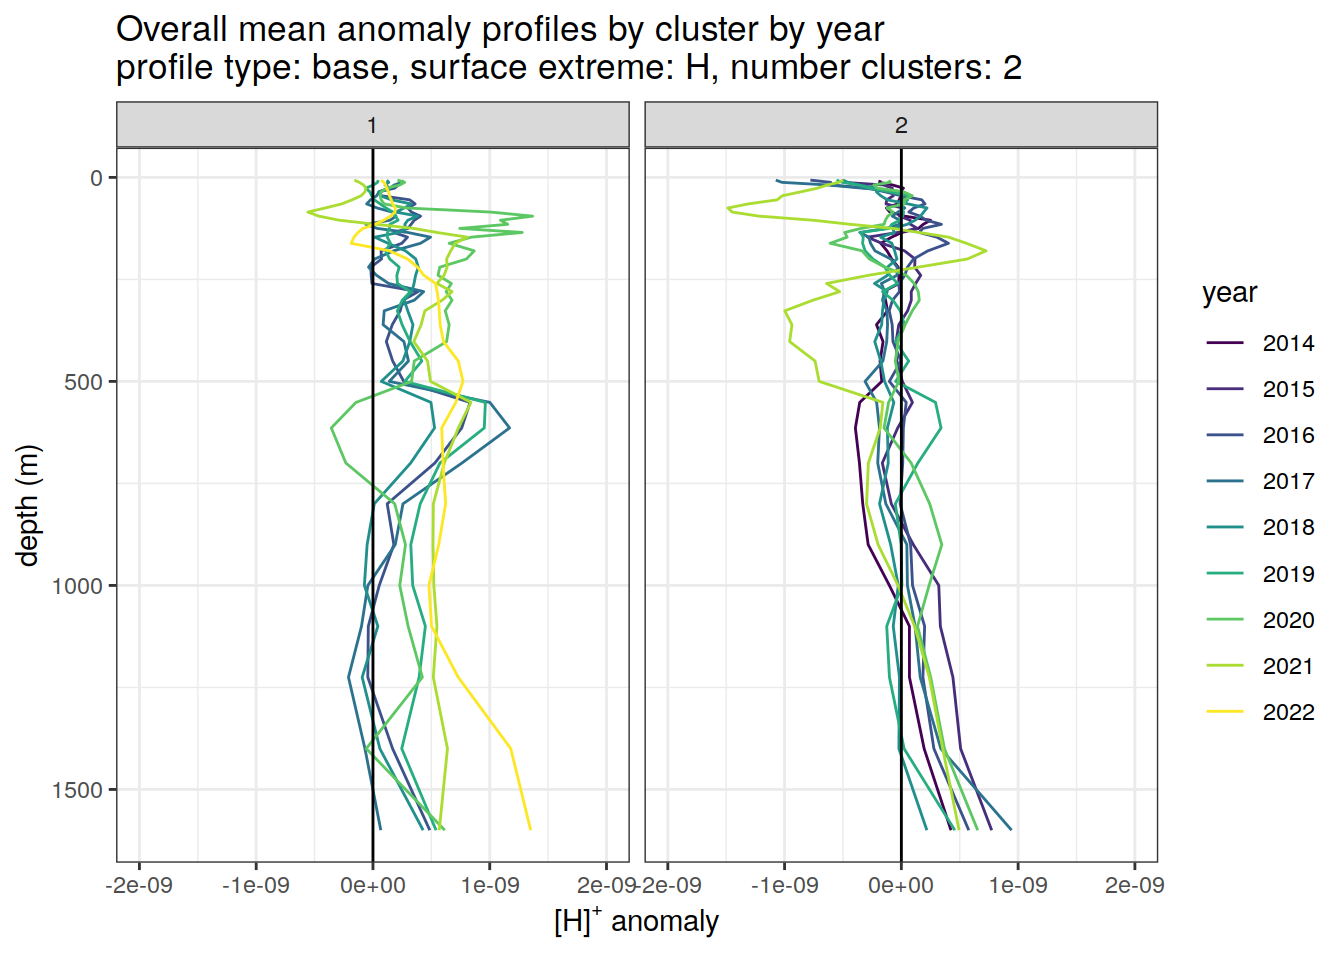 Overall mean anomaly profiles by cluster by year
profile type: base, surface extreme: H, number clusters: 2
1
2
0
500
1000
1500
depth (m)
-2e-09 -1e-09 0e+00 1e-09 2e-09
-2e-09 -1e-09 0e+00 1e-09 2e-09
[H]⁺ anomaly
year
2014
2015
2016
2017
2018
2019
2020
2021
2022